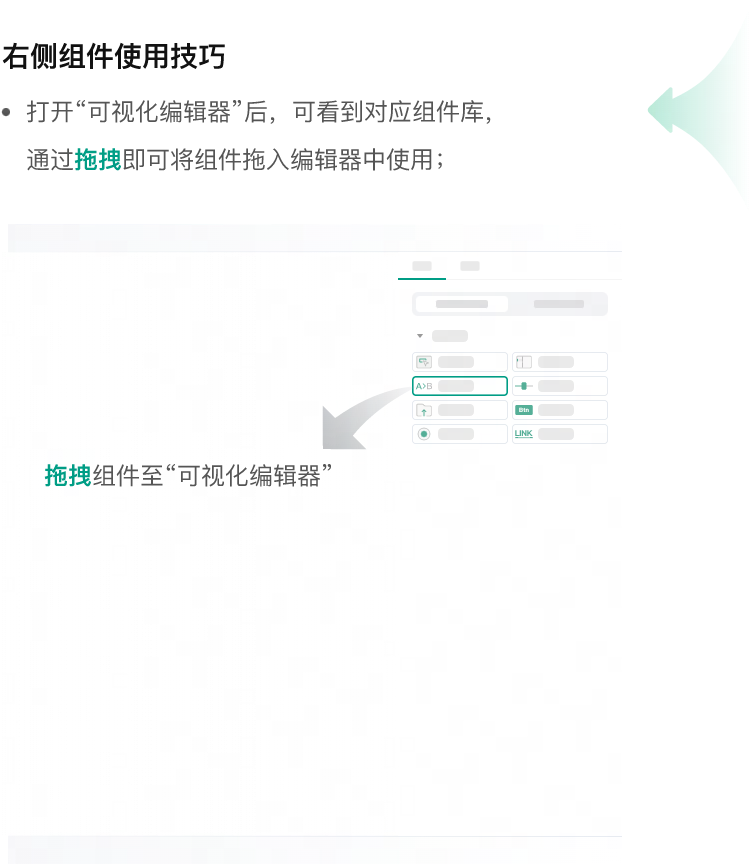 右侧组件使用技巧
• 打开“可视化编辑器”后，可看到对应组件库，
通过拖拽即可将组件拖入编辑器中使用；
A>B
Btn
LINK
拖拽组件至“可视化编辑器”